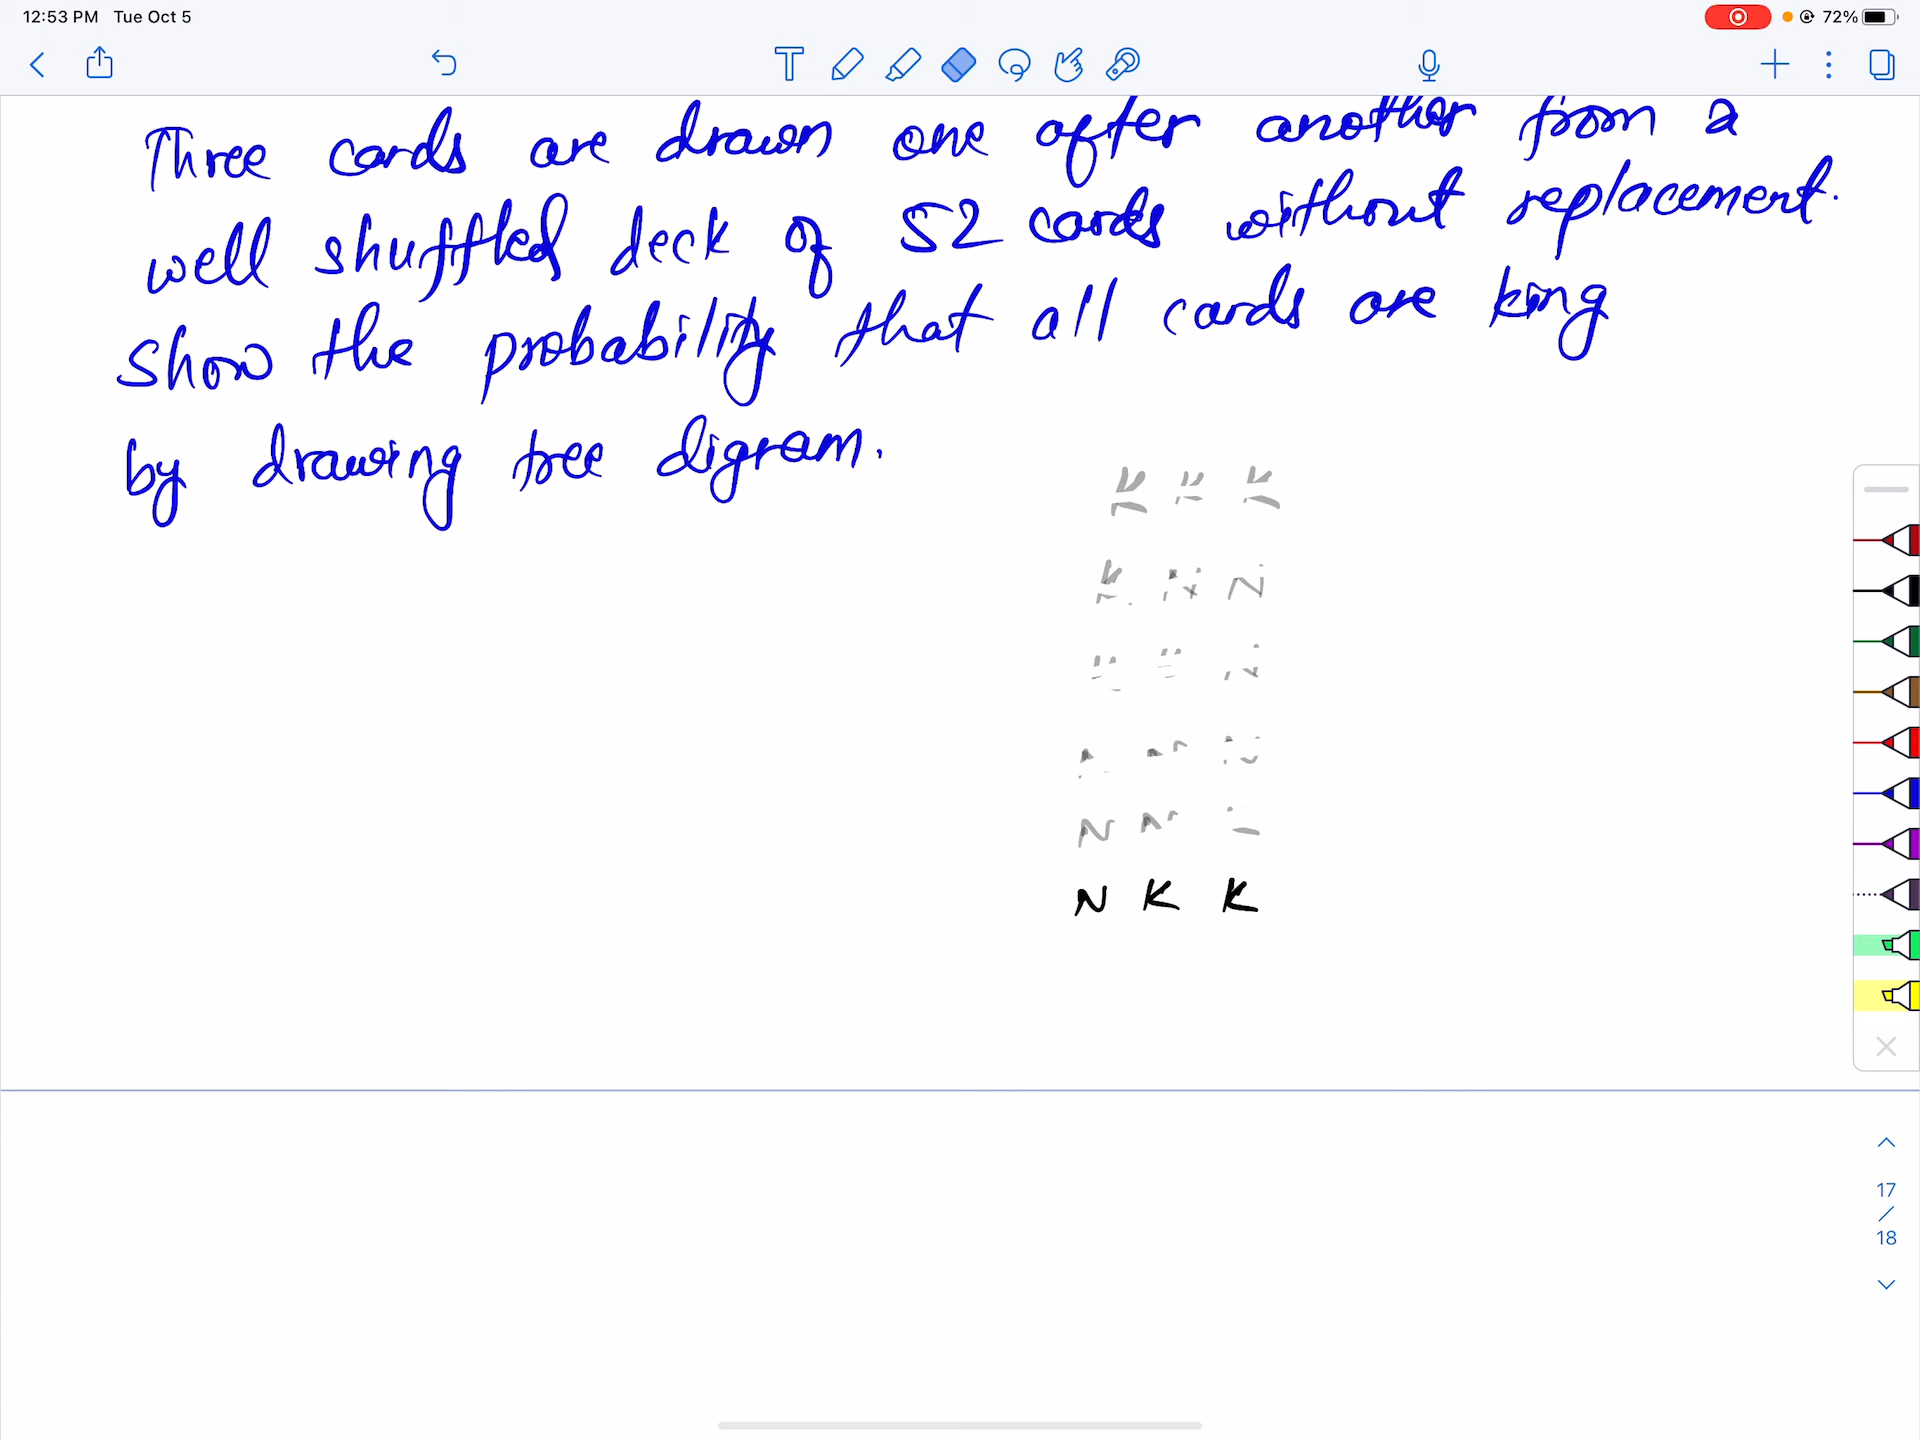 12:53 PM Tue Oct 5
72%
T
Three cards are drawn one after another from a
well shuffled deck of 52 cards without replacement.
show the probability that all cards are king
by drawing tree digram.
K K K
K N N
N
N N
N K K
17
/
18